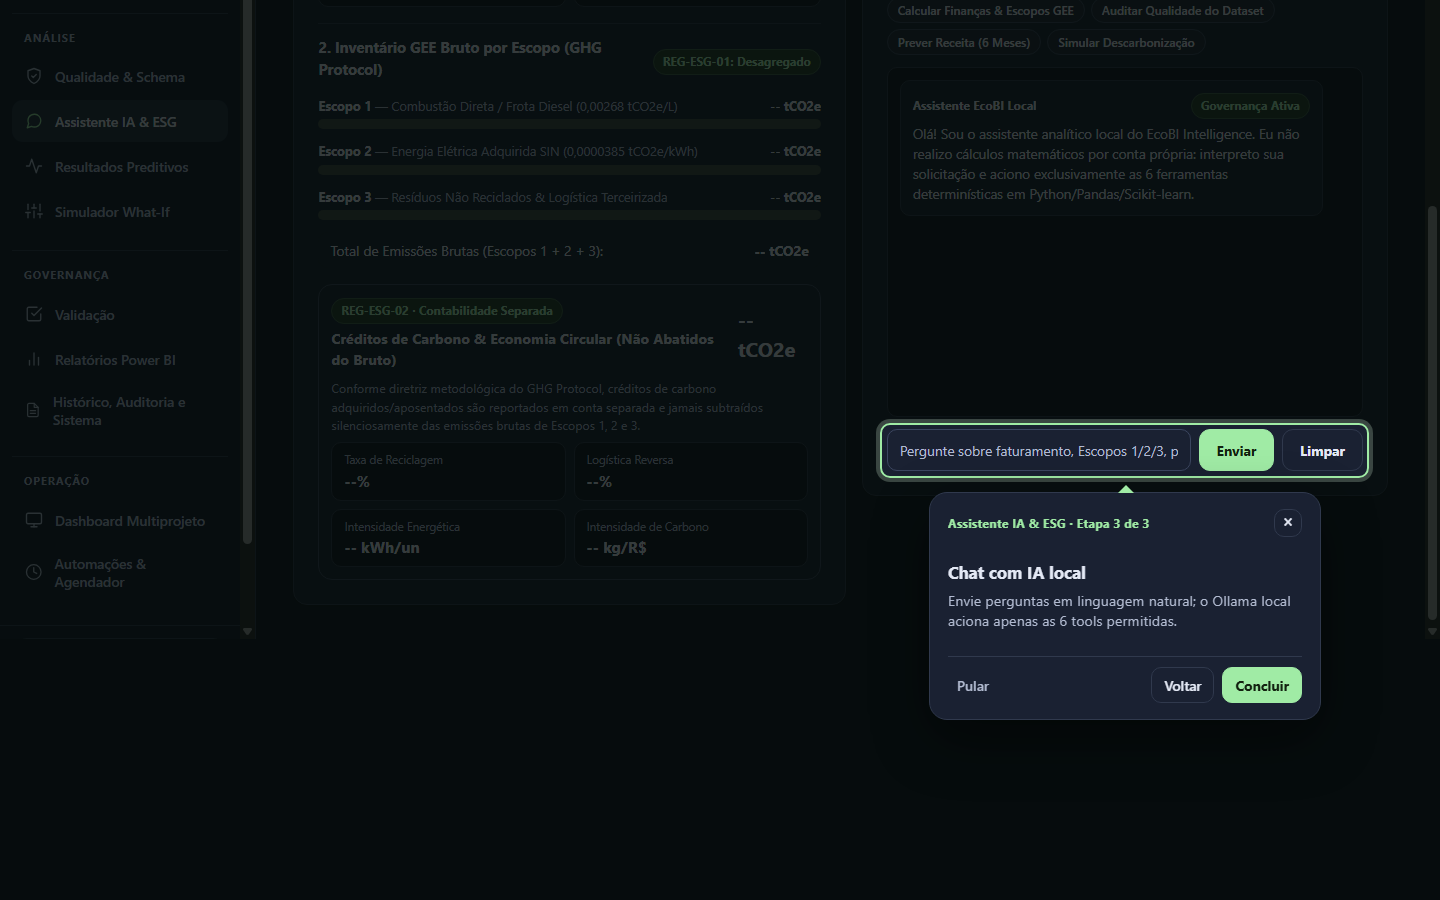 ANÁLISE
Qualidade & Schema
Assistente IA & ESG
Resultados Preditivos
Simulador What-If
GOVERNANÇA
Validação
Relatórios Power BI
Histórico, Auditoria e
Sistema
OPERAÇÃO
Dashboard Multiprojeto
Automações &
Agendador
2. Inventário GEE Bruto por Escopo (GHG
Protocol)
REG-ESG-01: Desagregado
Escopo 1 — Combustão Direta / Frota Diesel (0,00268 tCO2e/L)
-- tCO2e
Escopo 2 — Energia Elétrica Adquirida SIN (0,0000385 tCO2e/kWh)
-- tCO2e
Escopo 3 — Resíduos Não Reciclados & Logística Terceirizada
-- tCO2e
Total de Emissões Brutas (Escopos 1 + 2 + 3):
-- tCO2e
REG-ESG-02 · Contabilidade Separada
Créditos de Carbono & Economia Circular (Não Abatidos
do Bruto)
--
tCO2e
Conforme diretriz metodológica do GHG Protocol, créditos de carbono
adquiridos/aposentados são reportados em conta separada e jamais subtraídos
silenciosamente das emissões brutas de Escopos 1, 2 e 3.
Taxa de Reciclagem
--%
Logística Reversa
--%
Intensidade Energética
-- kWh/un
Intensidade de Carbono
-- kg/R$
Calcular Finanças & Escopos GEE
Auditar Qualidade do Dataset
Prever Receita (6 Meses)
Simular Descarbonização
Assistente EcoBI Local
Governança Ativa
Olá! Sou o assistente analítico local do EcoBI Intelligence. Eu não
realizo cálculos matemáticos por conta própria: interpreto sua
solicitação e aciono exclusivamente as 6 ferramentas
determinísticas em Python/Pandas/Scikit-learn.
Pergunte sobre faturamento, Escopos 1/2/3, p
Enviar
Limpar
Assistente IA & ESG · Etapa 3 de 3
×
Chat com IA local
Envie perguntas em linguagem natural; o Ollama local
aciona apenas as 6 tools permitidas.
Pular
Voltar
Concluir